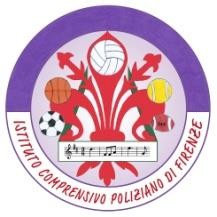 ISTITUTO COMPRENSIVO POLIZIANO DI FIRENZE